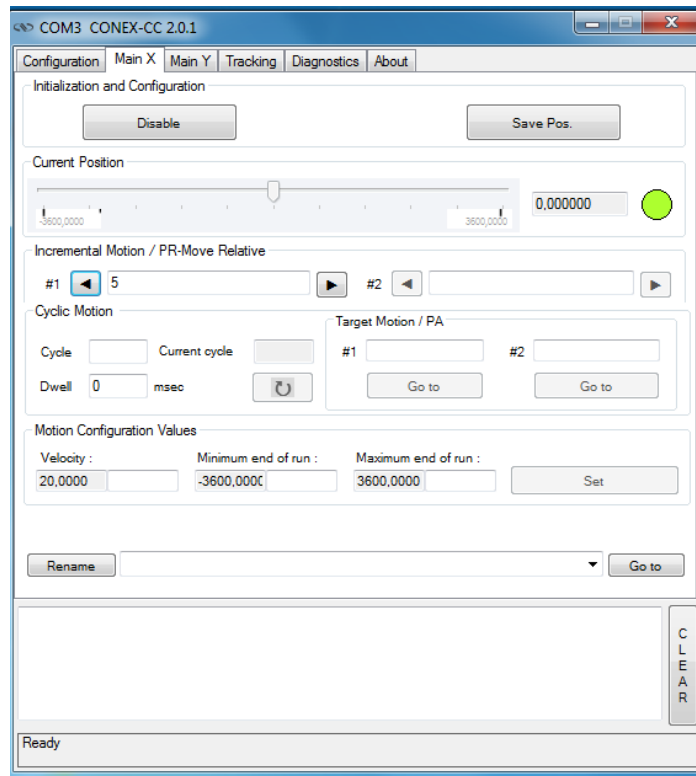 COM3 CONEX-CC 2.0.1
Configuration Main X Main Y Tracking Diagnostics About
Initialization and Configuration
Disable Save Pos.
Current Position
-3600,0000 3600,0000 0,000000
Incremental Motion / PR-Move Relative
#1 5 #2
Cyclic Motion
Target Motion / PA
Cycle Current cycle #1 #2
Dwell 0 msec Go to Go to
Motion Configuration Values
Velocity : Minimum end of run : Maximum end of run :
20,0000 -3600,000( 3600,0000 Set
Rename Go to
CLEAR
Ready